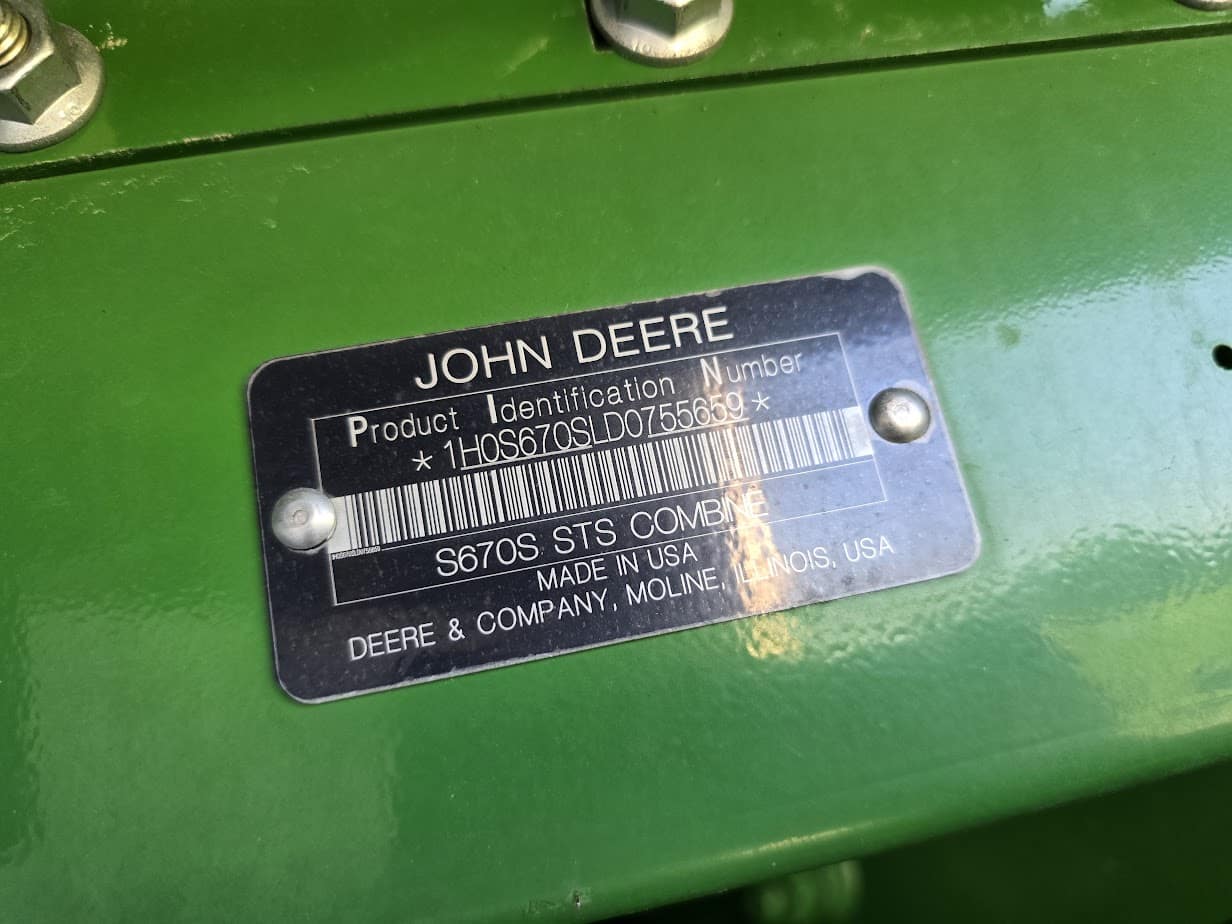 JOHN DEERE
Product Identification Number
*1H0S670SLD0755659*
S670S STS COMBINE
MADE IN USA
DEERE & COMPANY, MOLINE, ILLINOIS, USA